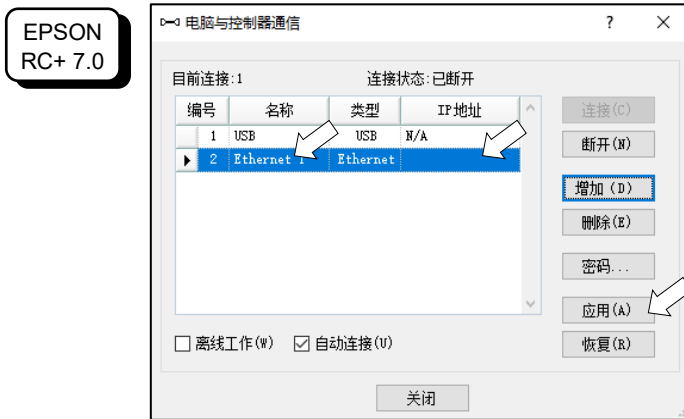 EPSON
RC+ 7.0
电脑与控制器通信
?
目前连接:1 连接状态:已断开
编号 名称 类型 IP地址
1 USB USB N/A
2 Ethernet 1 Ethernet
连接(C)
断开(N)
增加 (D)
删除(E)
密码...
应用(A)
恢复(R)
离线工作(W) 自动连接(U)
关闭